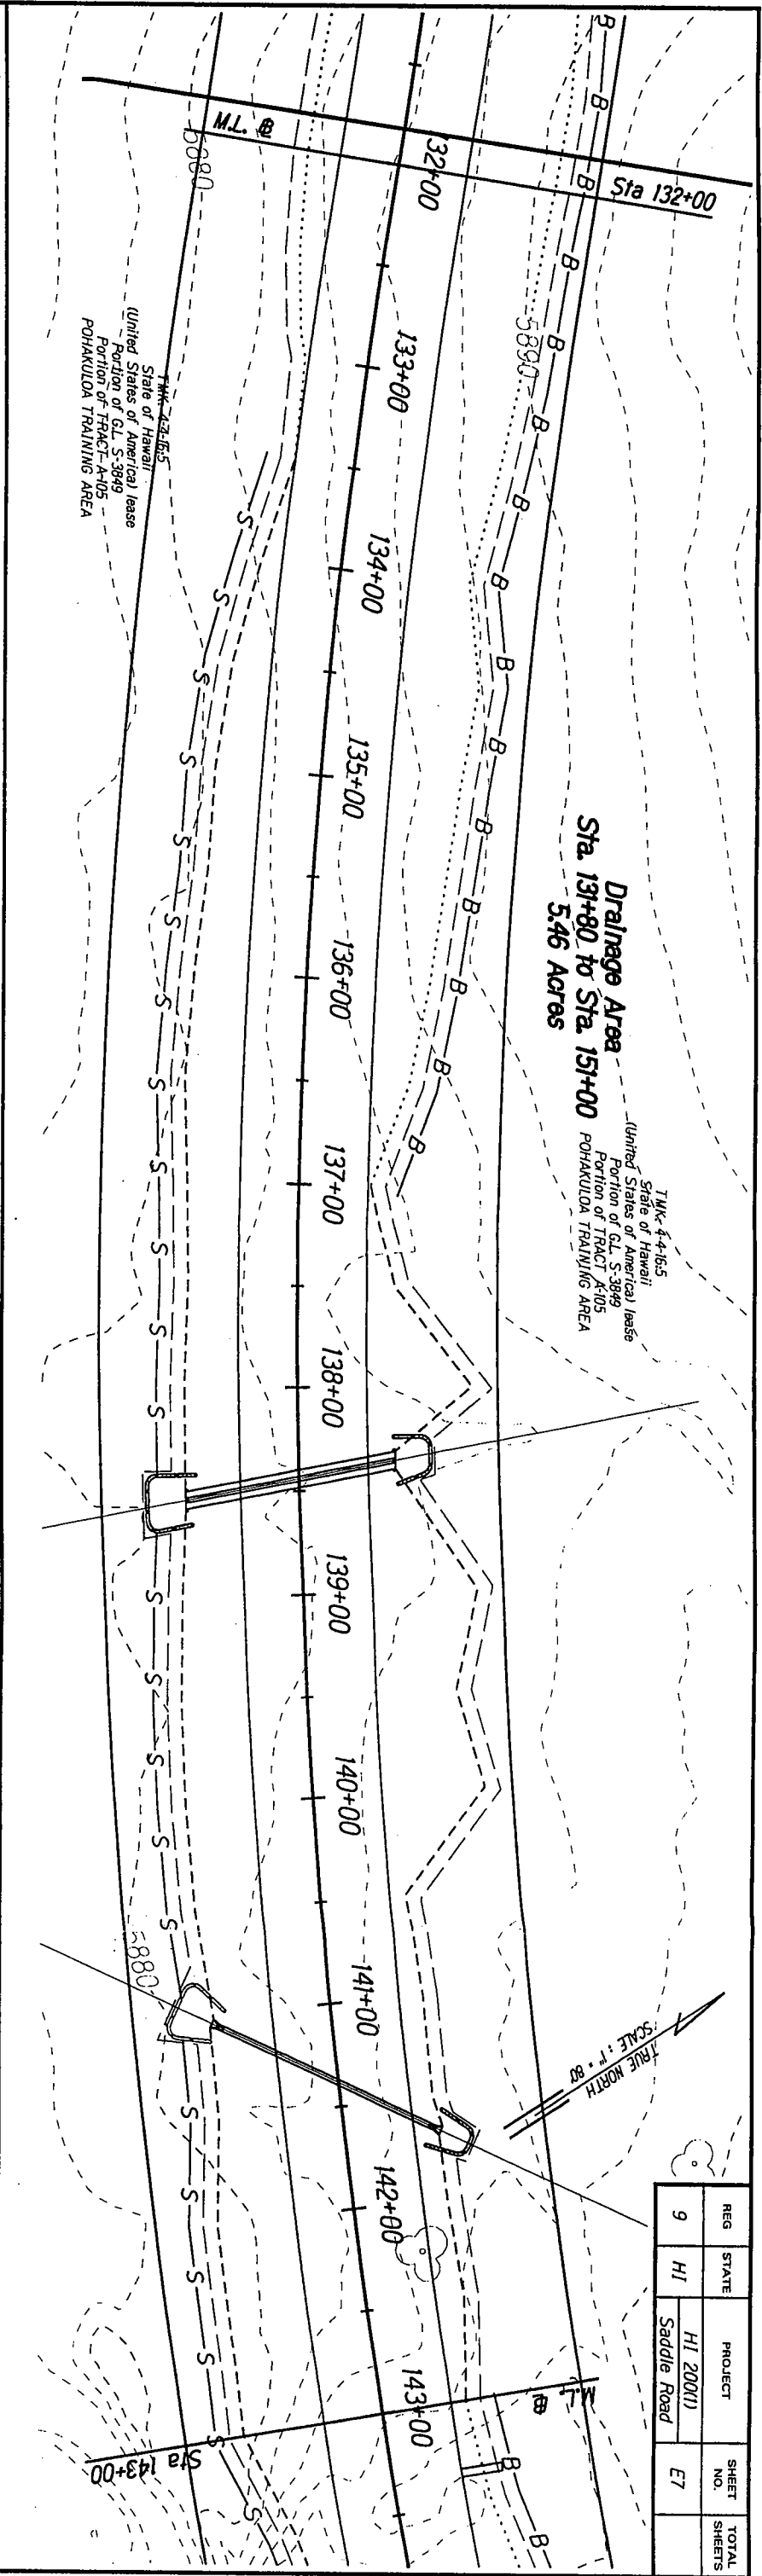 REG
STATE
PROJECT
SHEET NO.
TOTAL SHEETS
9
HI
HI 200(1)
Saddle Road
E7
M.L.
Sta 132+00
5880
5890
132+00
133+00
134+00
135+00
136+00
137+00
138+00
139+00
140+00
141+00
142+00
143+00
B B B B B B B B B B B B B B B
TMK: 4-4-16:5
State of Hawaii
(United States of America) lease
Portion of G.L. S-3849
Portion of TRACT A-105
POHAKULOA TRAINING AREA
Drainage Area
Sta. 131+80 to Sta. 151+00
5.46 Acres
TMK: 4-4-16:5
State of Hawaii
(United States of America) lease
Portion of G.L. S-3849
Portion of TRACT A-105
POHAKULOA TRAINING AREA
S S S S S S S S S S S S S S S S S S S S S S S S
5880
TRUE NORTH
SCALE : 1" = 80'
M.L.
Sta 143+00
B B